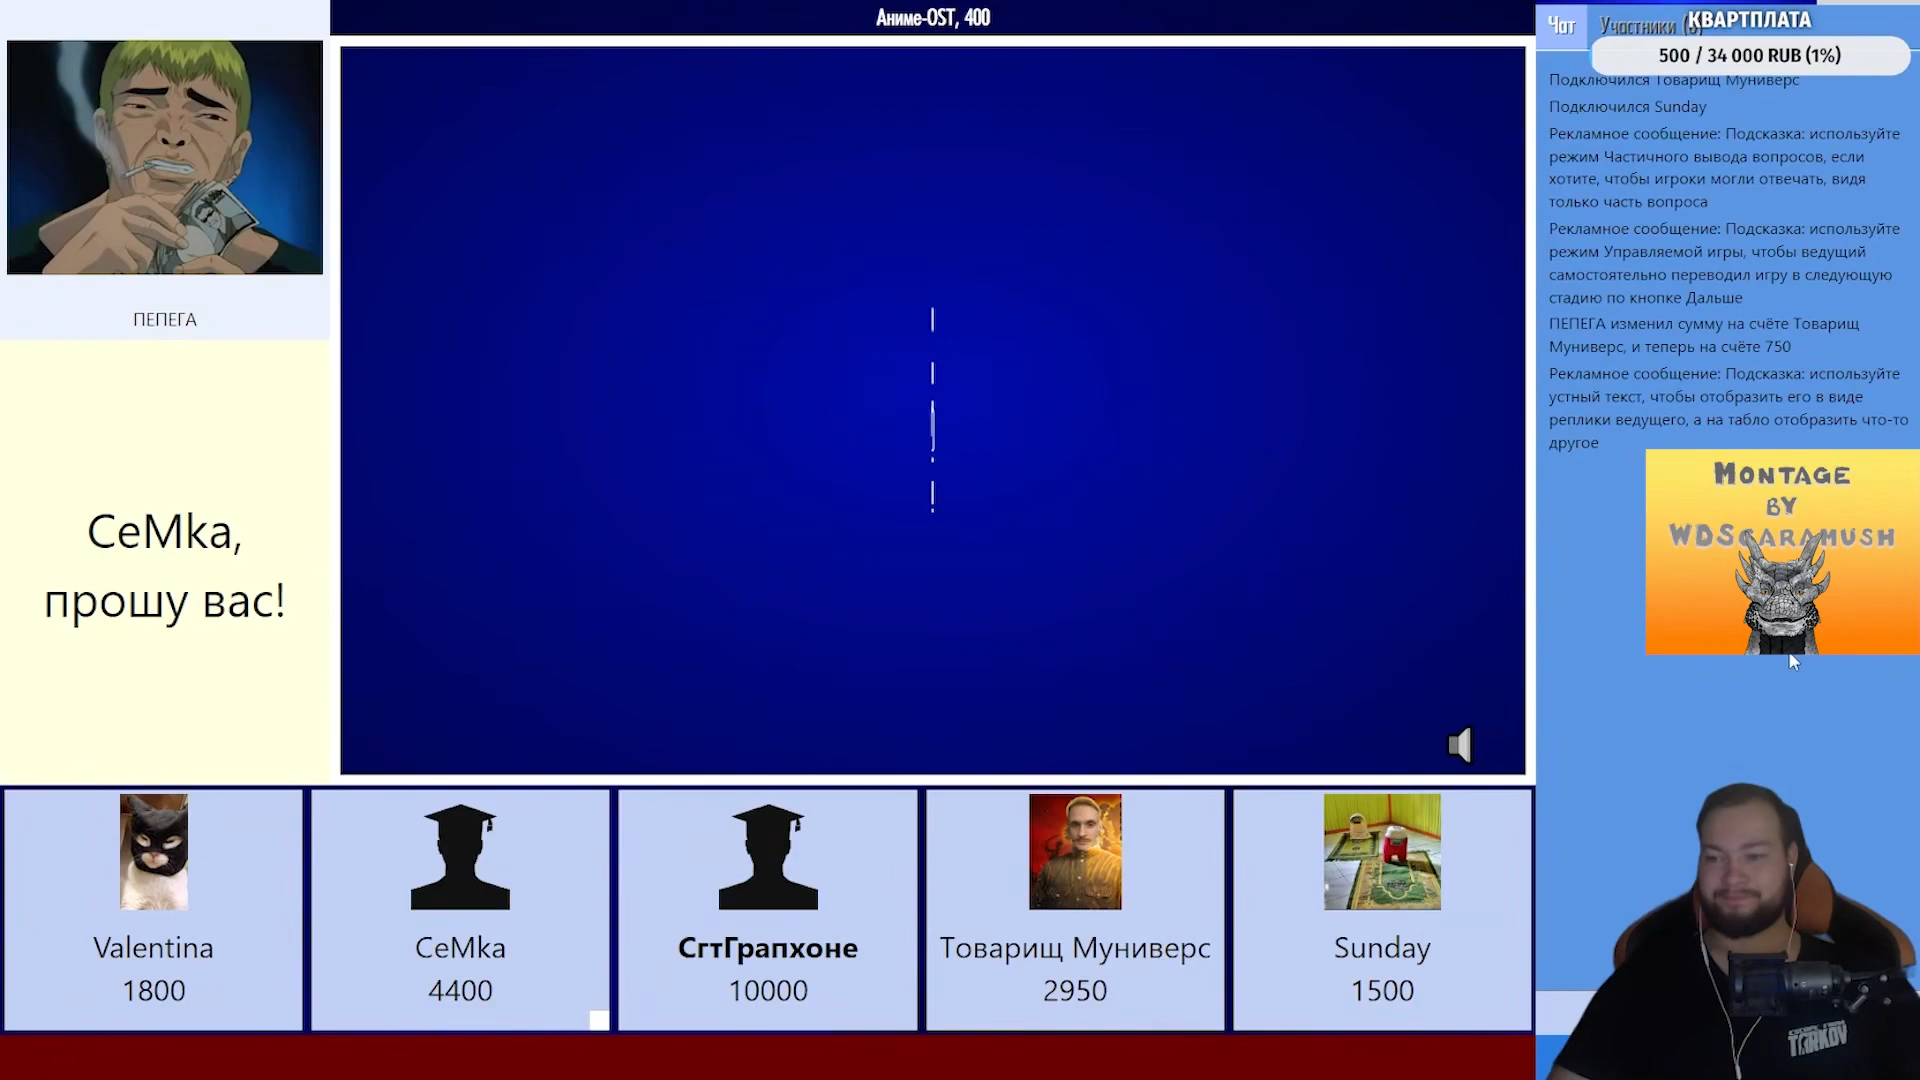 Аниме-OST, 400
ПЕПЕГА
CeMka,
прошу вас!
Чат
Участники
КВАРТПЛАТА
500 / 34 000 RUB (1%)
Подключился Товарищ Муниверс
Подключился Sunday
Рекламное сообщение: Подсказка: используйте
режим Частичного вывода вопросов, если
хотите, чтобы игроки могли отвечать, видя
только часть вопроса
Рекламное сообщение: Подсказка: используйте
режим Управляемой игры, чтобы ведущий
самостоятельно переводил игру в следующую
стадию по кнопке Дальше
ПЕПЕГА изменил сумму на счёте Товарищ
Муниверс, и теперь на счёте 750
Рекламное сообщение: Подсказка: используйте
устный текст, чтобы отобразить его в виде
реплики ведущего, а на табло отобразить что-то
другое
MONTAGE
BY
WDSCARAMUSH
Valentina
1800
CeMka
4400
СгтГрапхоне
10000
Товарищ Муниверс
2950
Sunday
1500
TARKOV